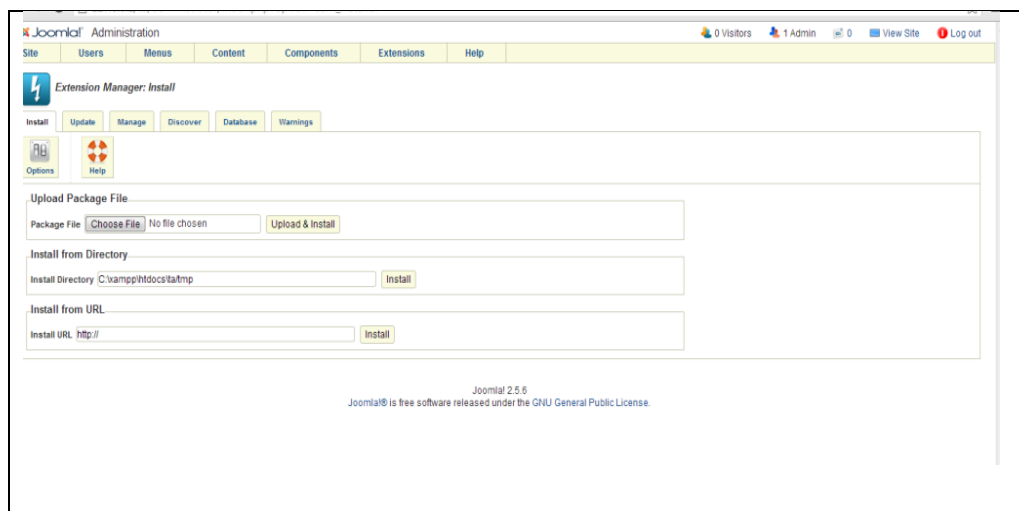 Joomla! Administration 0 Visitors 1 Admin 0 View Site Log out
Site Users Menus Content Components Extensions Help
Extension Manager: Install
Install Update Manage Discover Database Warnings
Options Help
Upload Package File
Package File Choose File No file chosen Upload & Install
Install from Directory
Install Directory C:\xampp\htdocs\ta/tmp Install
Install from URL
Install URL http:// Install
Joomla! 2.5.6
Joomla!® is free software released under the GNU General Public License.